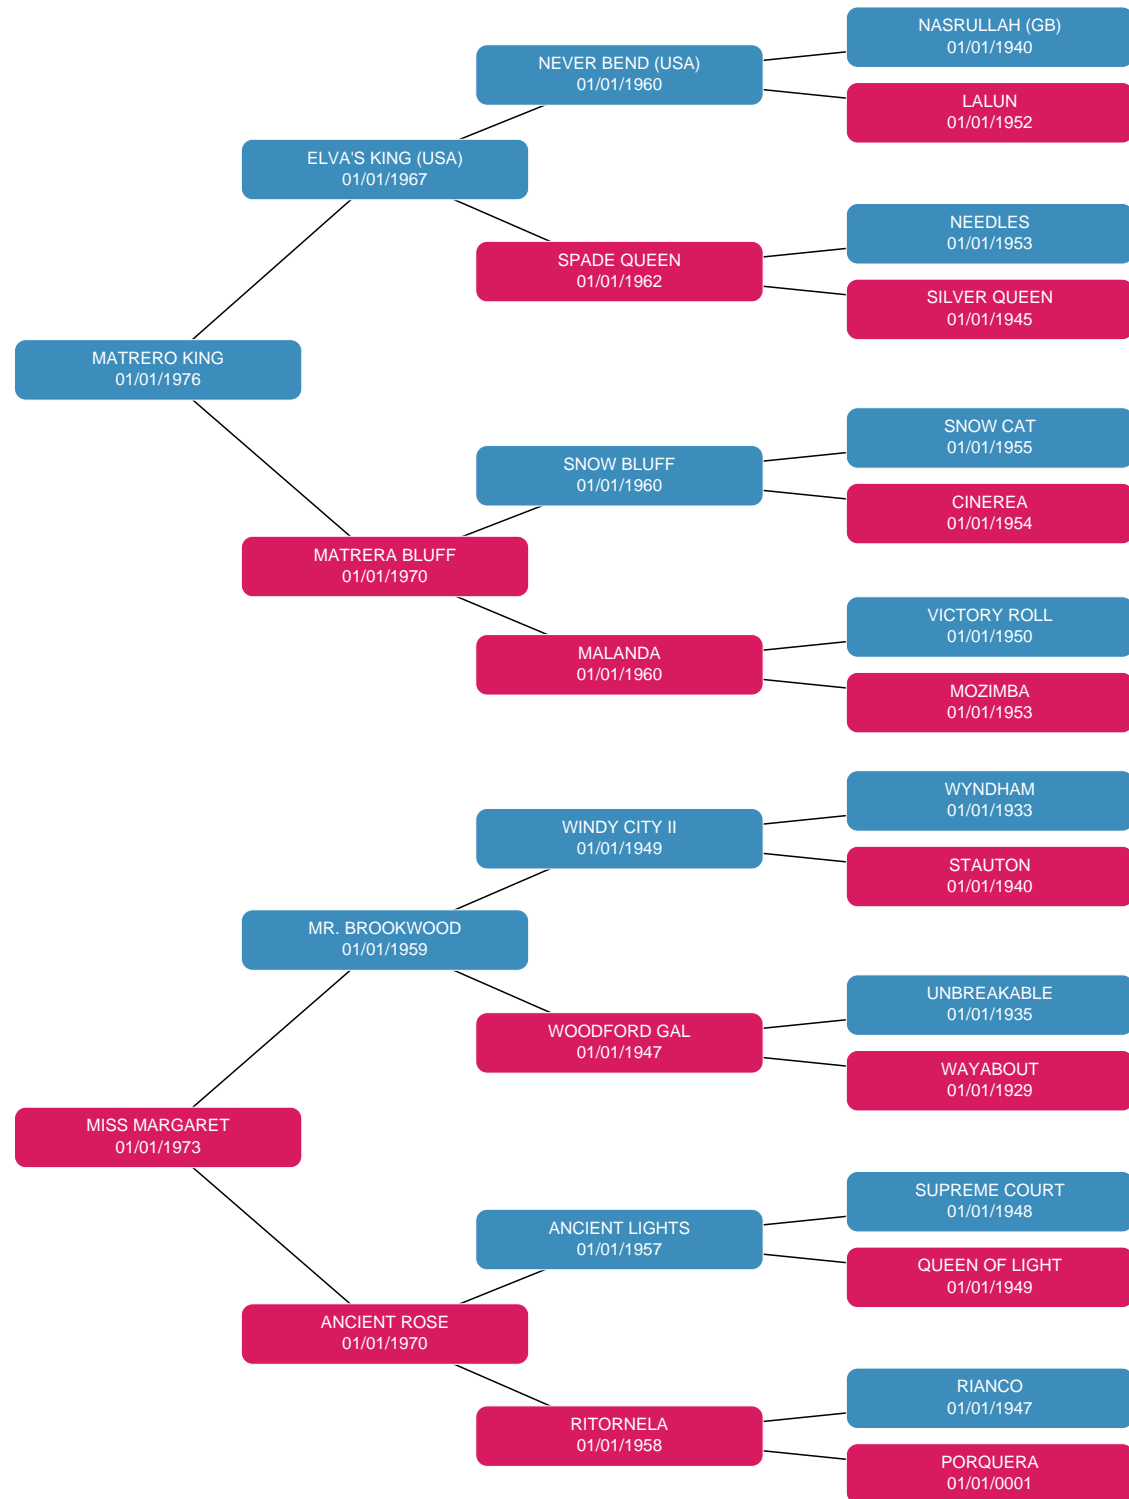 NASRULLAH (GB)
01/01/1940
NEVER BEND (USA)
01/01/1960
LALUN
01/01/1952
ELVA'S KING (USA)
01/01/1967
NEEDLES
01/01/1953
SPADE QUEEN
01/01/1962
SILVER QUEEN
01/01/1945
MATRERO KING
01/01/1976
SNOW CAT
01/01/1955
SNOW BLUFF
01/01/1960
CINEREA
01/01/1954
MATRERA BLUFF
01/01/1970
VICTORY ROLL
01/01/1950
MALANDA
01/01/1960
MOZIMBA
01/01/1953
WYNDHAM
01/01/1933
WINDY CITY II
01/01/1949
STAUTON
01/01/1940
MR. BROOKWOOD
01/01/1959
UNBREAKABLE
01/01/1935
WOODFORD GAL
01/01/1947
WAYABOUT
01/01/1929
MISS MARGARET
01/01/1973
SUPREME COURT
01/01/1948
ANCIENT LIGHTS
01/01/1957
QUEEN OF LIGHT
01/01/1949
ANCIENT ROSE
01/01/1970
RIANCO
01/01/1947
RITORNELA
01/01/1958
PORQUERA
01/01/0001